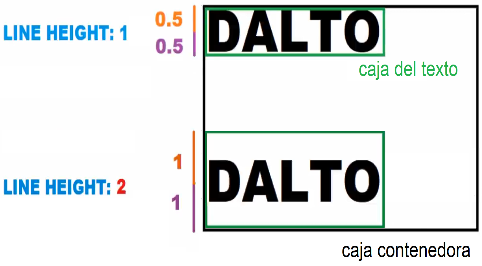 0.5
DALTO
LINE HEIGHT: 1
0.5
caja del texto
1
DALTO
LINE HEIGHT: 2
1
caja contenedora